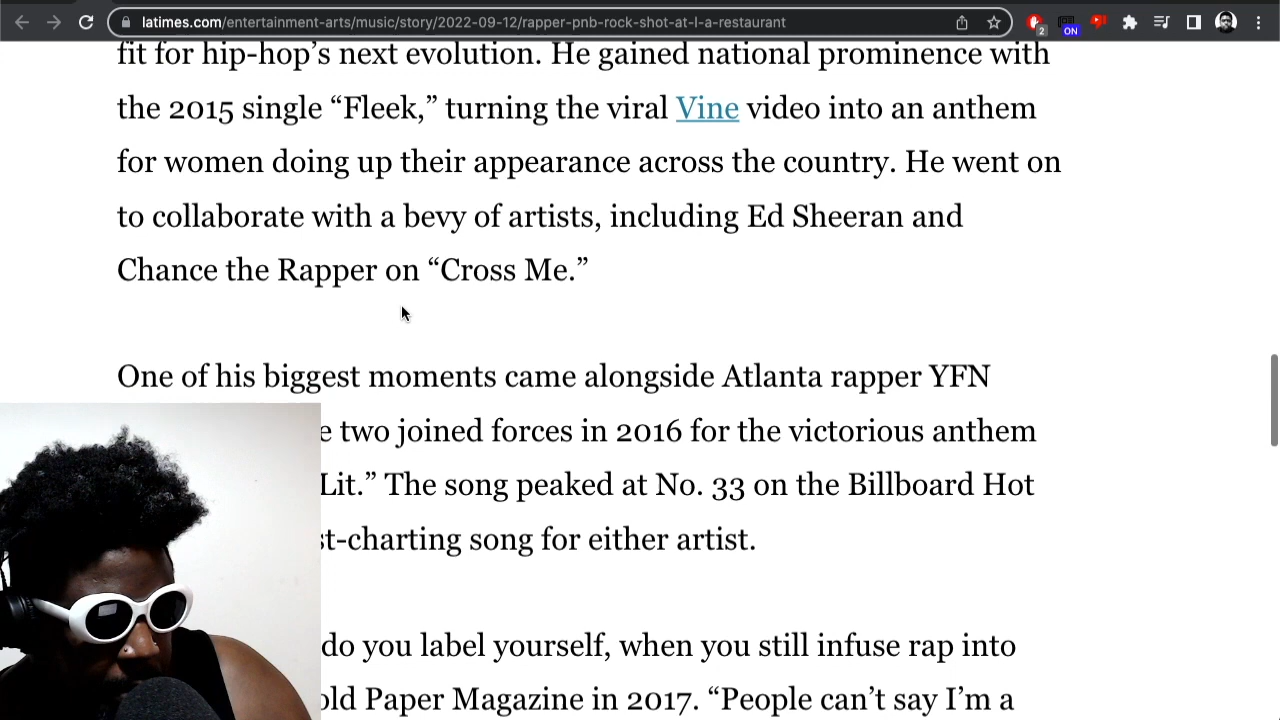 latimes.com/entertainment-arts/music/story/2022-09-12/rapper-pnb-rock-shot-at-l-a-restaurant
2
ON
fit for hip-hop’s next evolution. He gained national prominence with
the 2015 single “Fleek,” turning the viral Vine video into an anthem
for women doing up their appearance across the country. He went on
to collaborate with a bevy of artists, including Ed Sheeran and
Chance the Rapper on “Cross Me.”
One of his biggest moments came alongside Atlanta rapper YFN
e two joined forces in 2016 for the victorious anthem
Lit.” The song peaked at No. 33 on the Billboard Hot
st-charting song for either artist.
do you label yourself, when you still infuse rap into
old Paper Magazine in 2017. “People can’t say I’m a